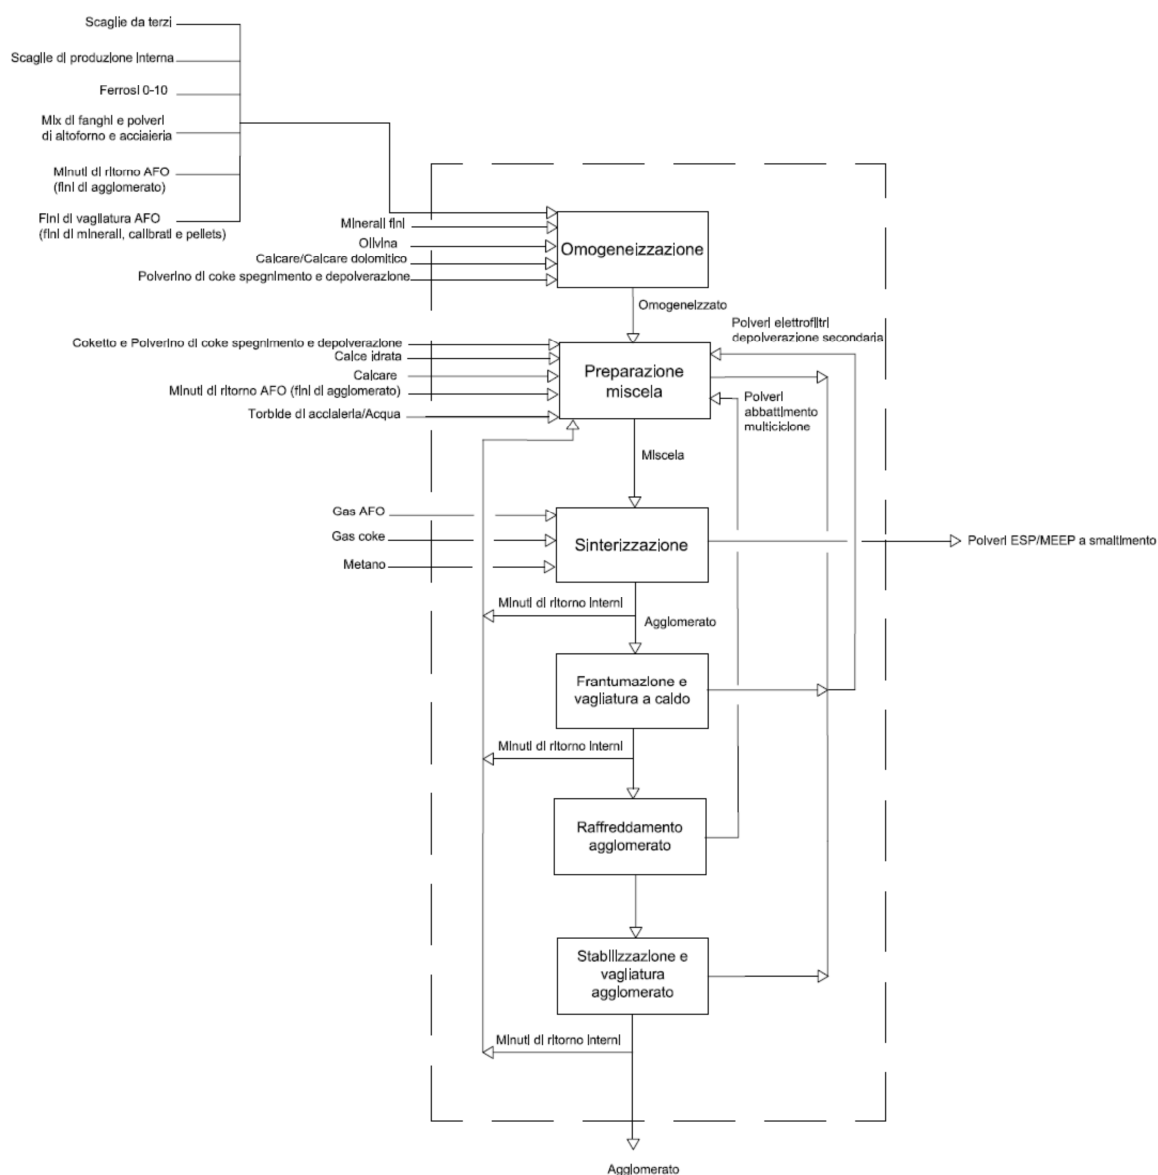 Scaglie da terzi
Scaglie di produzione interna
Ferrosi 0-10
Mix di fanghi e polveri
di altoforno e acciaieria
Minuti di ritorno AFO
(fini di agglomerato)
Fini di vagliatura AFO
(fini di minerali, calibrati e pellets)
Minerali fini
Olivina
Calcare/Calcare dolomitico
Polverino di coke spegnimento e depolverazione
Omogeneizzazione
Omogeneizzato
Polveri elettrofiltri
depolverazione secondaria
Coketto e Polverino di coke spegnimento e depolverazione
Calce idrata
Calcare
Minuti di ritorno AFO (fini di agglomerato)
Torbide di acciaieria/Acqua
Preparazione
miscela
Polveri
abbattimento
multiciclone
Miscela
Gas AFO
Gas coke
Metano
Sinterizzazione
Polveri ESP/MEEP a smaltimento
Minuti di ritorno interni
Agglomerato
Frantumazione e
vagliatura a caldo
Minuti di ritorno interni
Raffreddamento
agglomerato
Stabilizzazione e
vagliatura
agglomerato
Minuti di ritorno interni
Agglomerato